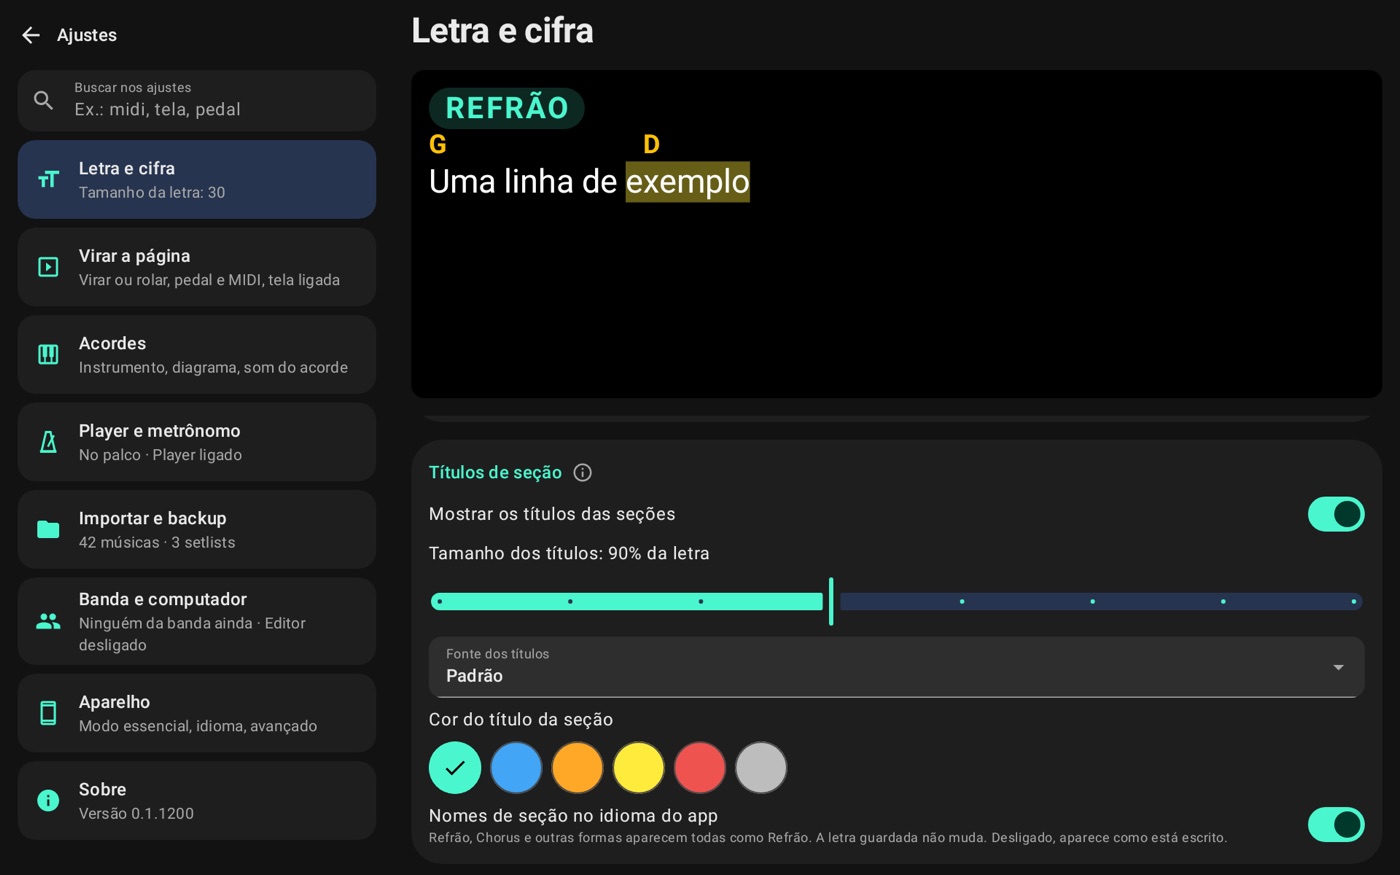 Ajustes
Buscar nos ajustes
Ex.: midi, tela, pedal
Letra e cifra
Tamanho da letra: 30
Virar a página
Virar ou rolar, pedal e MIDI, tela ligada
Acordes
Instrumento, diagrama, som do acorde
Player e metrônomo
No palco · Player ligado
Importar e backup
42 músicas · 3 setlists
Banda e computador
Ninguém da banda ainda · Editor
desligado
Aparelho
Modo essencial, idioma, avançado
Sobre
Versão 0.1.1200
Letra e cifra
REFRÃO
G D
Uma linha de exemplo
Títulos de seção
Mostrar os títulos das seções
Tamanho dos títulos: 90% da letra
Fonte dos títulos
Padrão
Cor do título da seção
Nomes de seção no idioma do app
Refrão, Chorus e outras formas aparecem todas como Refrão. A letra guardada não muda. Desligado, aparece como está escrito.